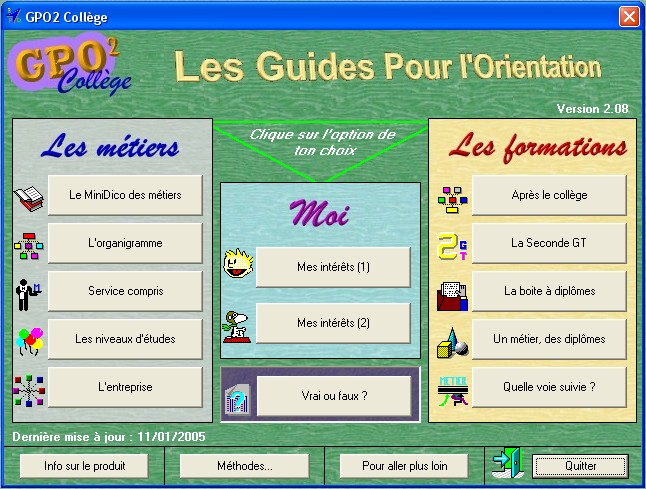 GPO2 Collège
GPO2
Collège
Les Guides Pour l'Orientation
Version 2.08
Les métiers
Le MiniDico des métiers
L'organigramme
Service compris
Les niveaux d'études
L'entreprise
Clique sur l'option de
ton choix
Moi
Mes intérêts (1)
Mes intérêts (2)
Vrai ou faux ?
Les formations
Après le collège
2 GT
La Seconde GT
La boite à diplômes
Un métier, des diplômes
METIER
Quelle voie suivie ?
Dernière mise à jour : 11/01/2005
Info sur le produit
Méthodes...
Pour aller plus loin
Quitter